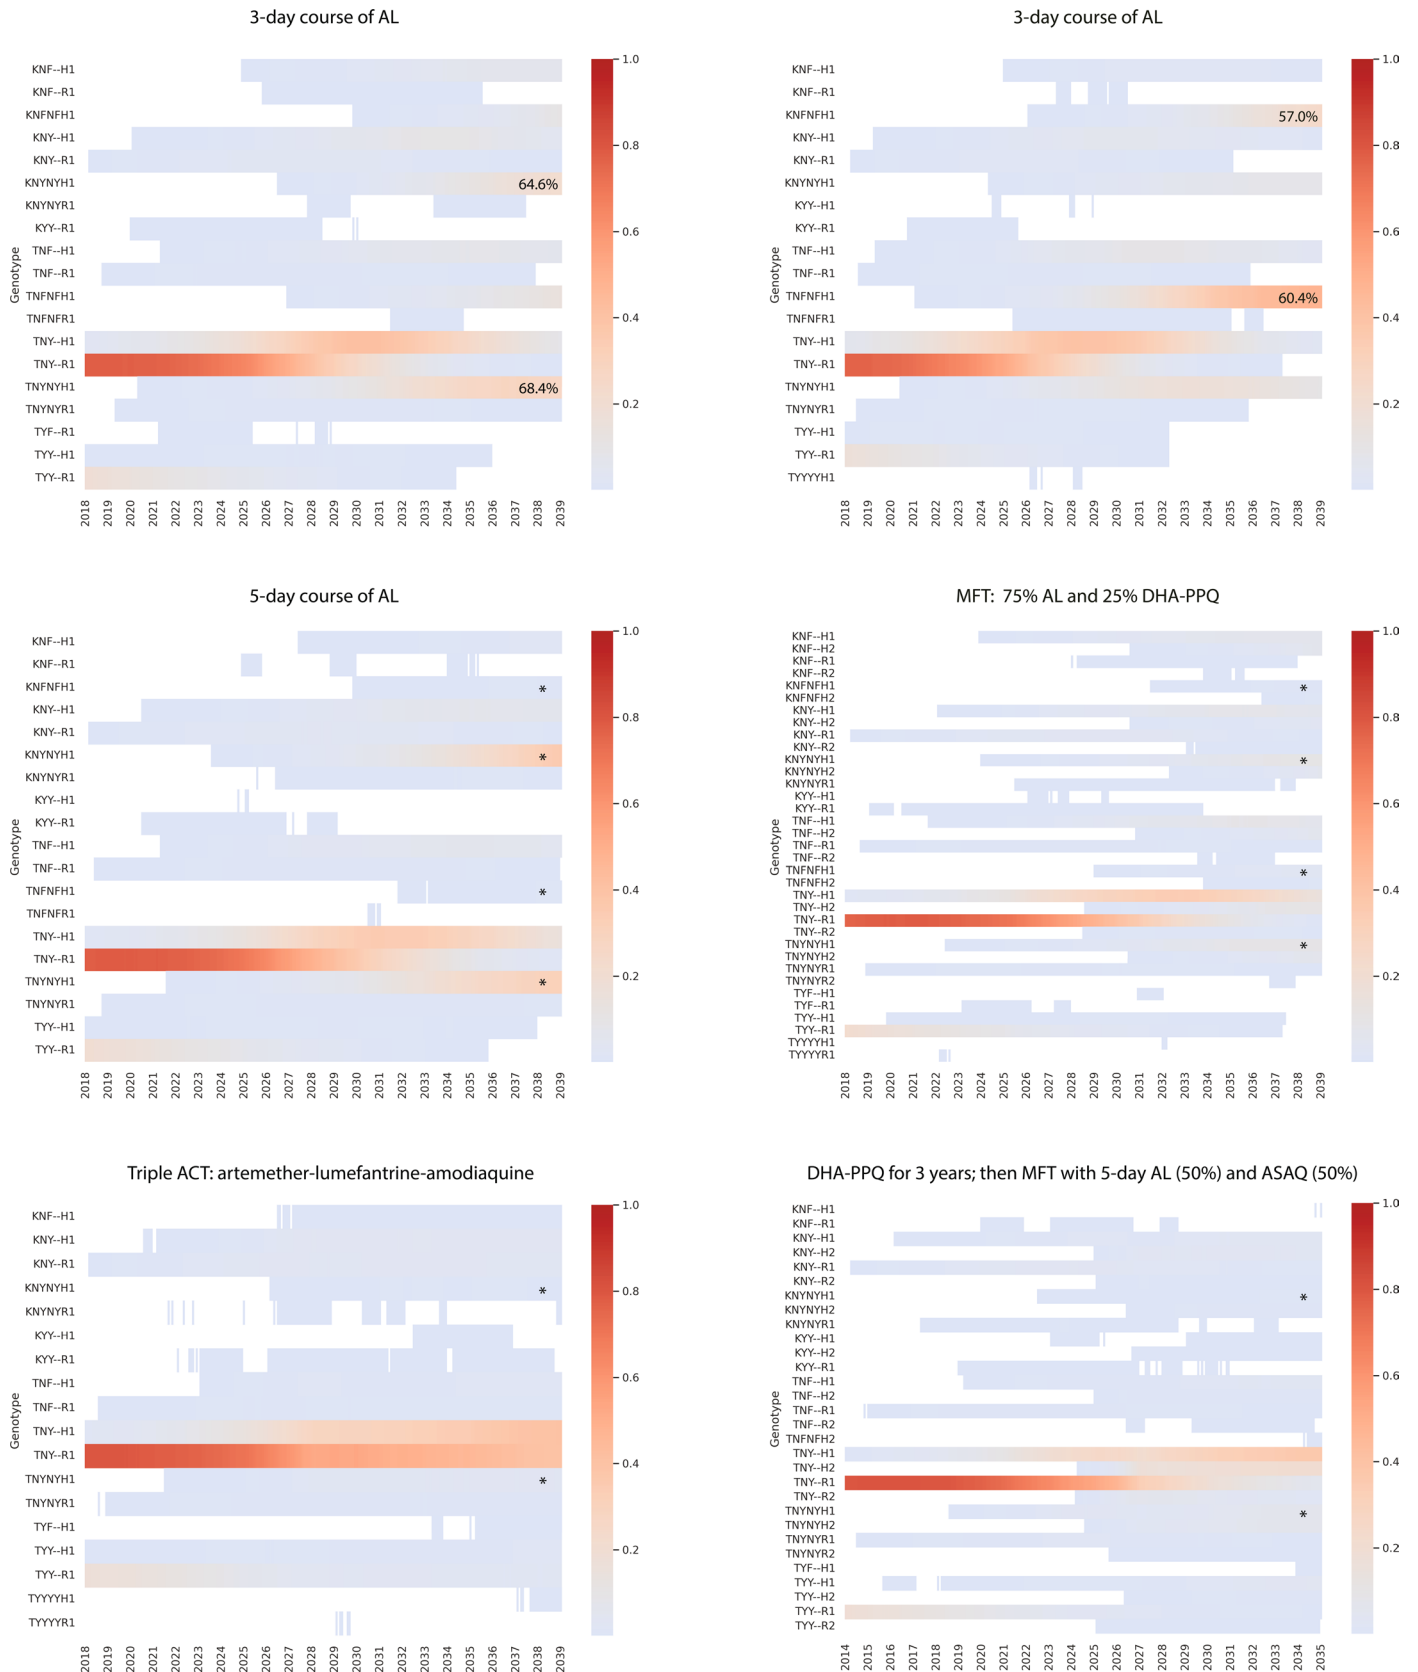 3-day course of AL
Genotype
KNF--H1
KNF--R1
KNFNFH1
KNY--H1
KNY--R1
KNYNYH1
KNYNYR1
KYY--R1
TNF--H1
TNF--R1
TNFNFH1
TNFNFR1
TNY--H1
TNY--R1
TNYNYH1
TNYNYR1
TYF--R1
TYY--H1
TYY--R1
64.6%
68.4%
2018 2019 2020 2021 2022 2023 2024 2025 2026 2027 2028 2029 2030 2031 2032 2033 2034 2035 2036 2037 2038 2039
1.0
0.8
0.6
0.4
0.2
3-day course of AL
Genotype
KNF--H1
KNF--R1
KNFNFH1
KNY--H1
KNY--R1
KNYNYH1
KYY--H1
KYY--R1
TNF--H1
TNF--R1
TNFNFH1
TNFNFR1
TNY--H1
TNY--R1
TNYNYH1
TNYNYR1
TYY--H1
TYY--R1
TYYYYH1
57.0%
60.4%
2018 2019 2020 2021 2022 2023 2024 2025 2026 2027 2028 2029 2030 2031 2032 2033 2034 2035 2036 2037 2038 2039
1.0
0.8
0.6
0.4
0.2
5-day course of AL
Genotype
KNF--H1
KNF--R1
KNFNFH1 *
KNY--H1
KNY--R1
KNYNYH1 *
KNYNYR1
KYY--H1
KYY--R1
TNF--H1
TNF--R1
TNFNFH1 *
TNFNFR1
TNY--H1
TNY--R1
TNYNYH1 *
TNYNYR1
TYY--H1
TYY--R1
2018 2019 2020 2021 2022 2023 2024 2025 2026 2027 2028 2029 2030 2031 2032 2033 2034 2035 2036 2037 2038 2039
1.0
0.8
0.6
0.4
0.2
MFT: 75% AL and 25% DHA-PPQ
Genotype
KNF--H1
KNF--H2
KNF--R1
KNF--R2
KNFNFH1 *
KNFNFH2
KNY--H1
KNY--H2
KNY--R1
KNY--R2
KNYNYH1 *
KNYNYH2
KNYNYR1
KYY--H1
KYY--R1
TNF--H1
TNF--H2
TNF--R1
TNF--R2
TNFNFH1 *
TNFNFH2
TNY--H1
TNY--H2
TNY--R1
TNY--R2
TNYNYH1 *
TNYNYH2
TNYNYR1
TNYNYR2
TYF--H1
TYF--R1
TYY--H1
TYY--R1
TYYYYH1
TYYYYR1
2018 2019 2020 2021 2022 2023 2024 2025 2026 2027 2028 2029 2030 2031 2032 2033 2034 2035 2036 2037 2038 2039
1.0
0.8
0.6
0.4
0.2
Triple ACT: artemether-lumefantrine-amodiaquine
Genotype
KNF--H1
KNY--H1
KNY--R1
KNYNYH1 *
KNYNYR1
KYY--H1
KYY--R1
TNF--H1
TNF--R1
TNY--H1
TNY--R1
TNYNYH1 *
TNYNYR1
TYF--H1
TYY--H1
TYY--R1
TYYYYH1
TYYYYR1
2018 2019 2020 2021 2022 2023 2024 2025 2026 2027 2028 2029 2030 2031 2032 2033 2034 2035 2036 2037 2038 2039
1.0
0.8
0.6
0.4
0.2
DHA-PPQ for 3 years; then MFT with 5-day AL (50%) and ASAQ (50%)
Genotype
KNF--H1
KNF--R1
KNY--H1
KNY--H2
KNY--R1
KNY--R2
KNYNYH1 *
KNYNYH2
KNYNYR1
KYY--H1
KYY--H2
KYY--R1
TNF--H1
TNF--H2
TNF--R1
TNF--R2
TNFNFH2
TNY--H1
TNY--H2
TNY--R1
TNY--R2
TNYNYH1 *
TNYNYH2
TNYNYR1
TNYNYR2
TYF--H1
TYY--H1
TYY--H2
TYY--R1
TYY--R2
2014 2015 2016 2017 2018 2019 2020 2021 2022 2023 2024 2025 2026 2027 2028 2029 2030 2031 2032 2033 2034 2035
1.0
0.8
0.6
0.4
0.2